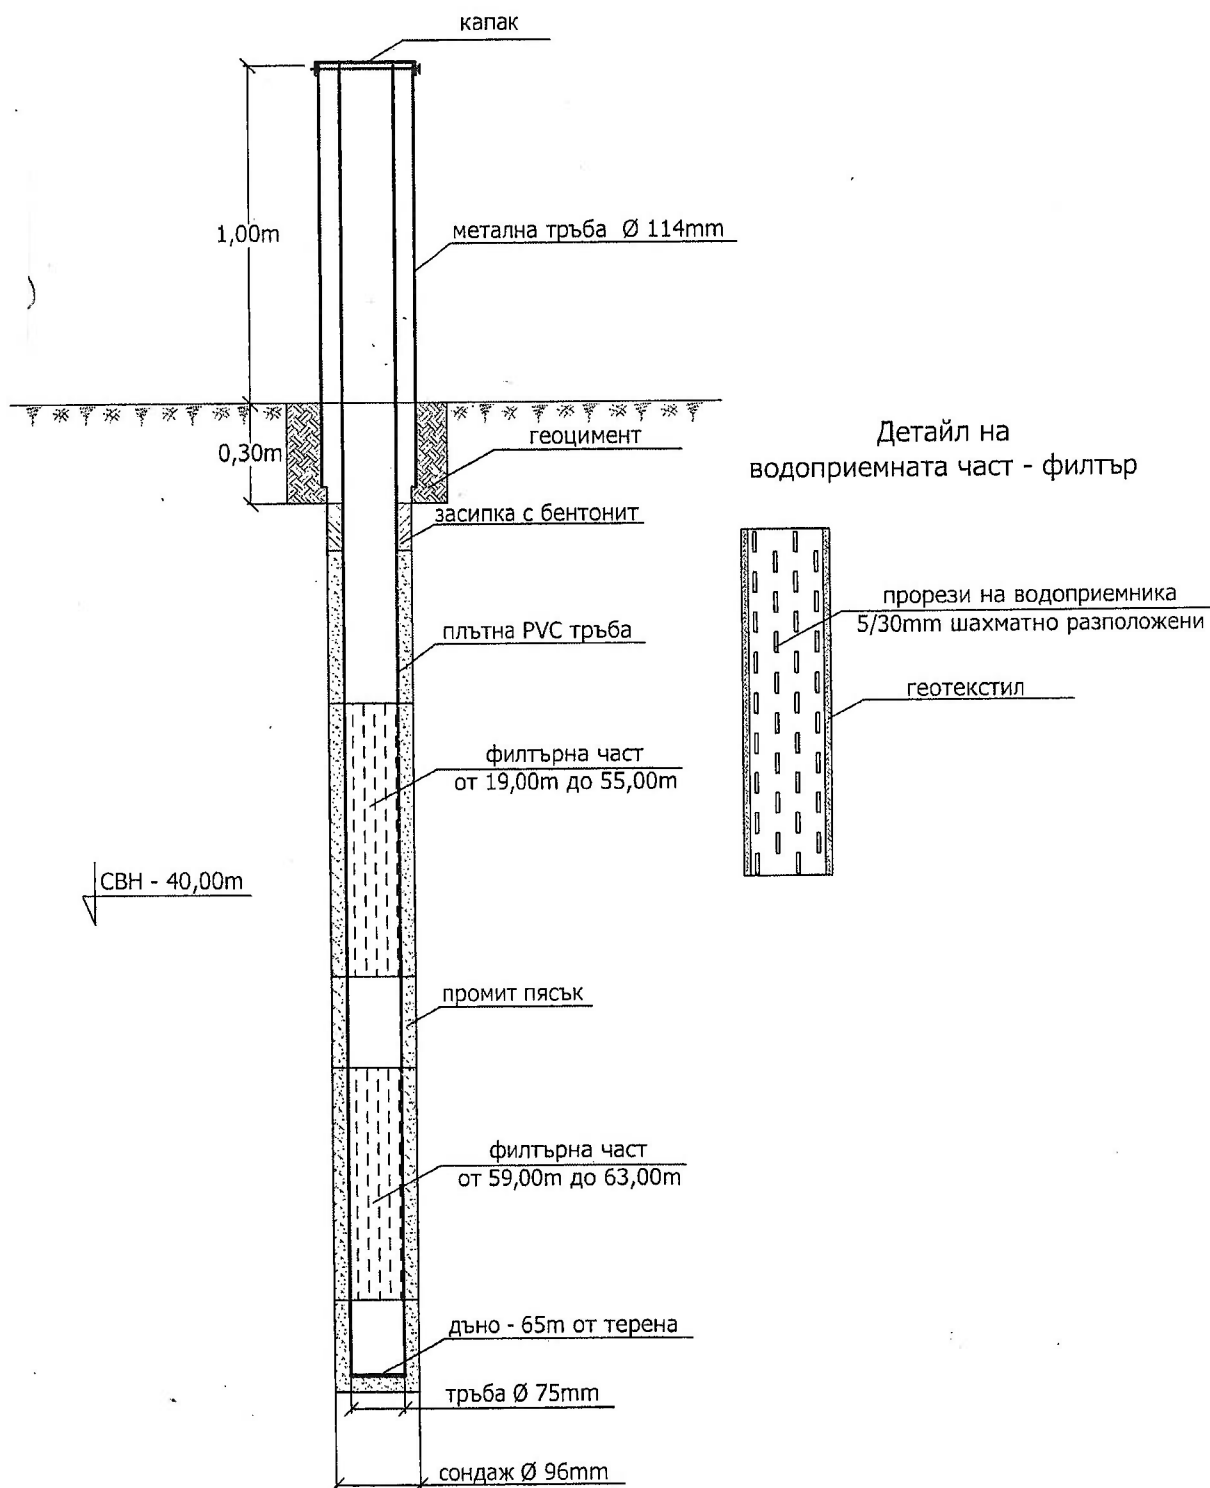 капак
1,00m
метална тръба Ø 114mm
0,30m
геоцимент
засипка с бентонит
Детайл на
водоприемната част - филтър
прорези на водоприемника
5/30mm шахматно разположени
геотекстил
плътна PVC тръба
филтърна част
от 19,00m до 55,00m
СВН - 40,00m
промит пясък
филтърна част
от 59,00m до 63,00m
дъно - 65m от терена
тръба Ø 75mm
сондаж Ø 96mm